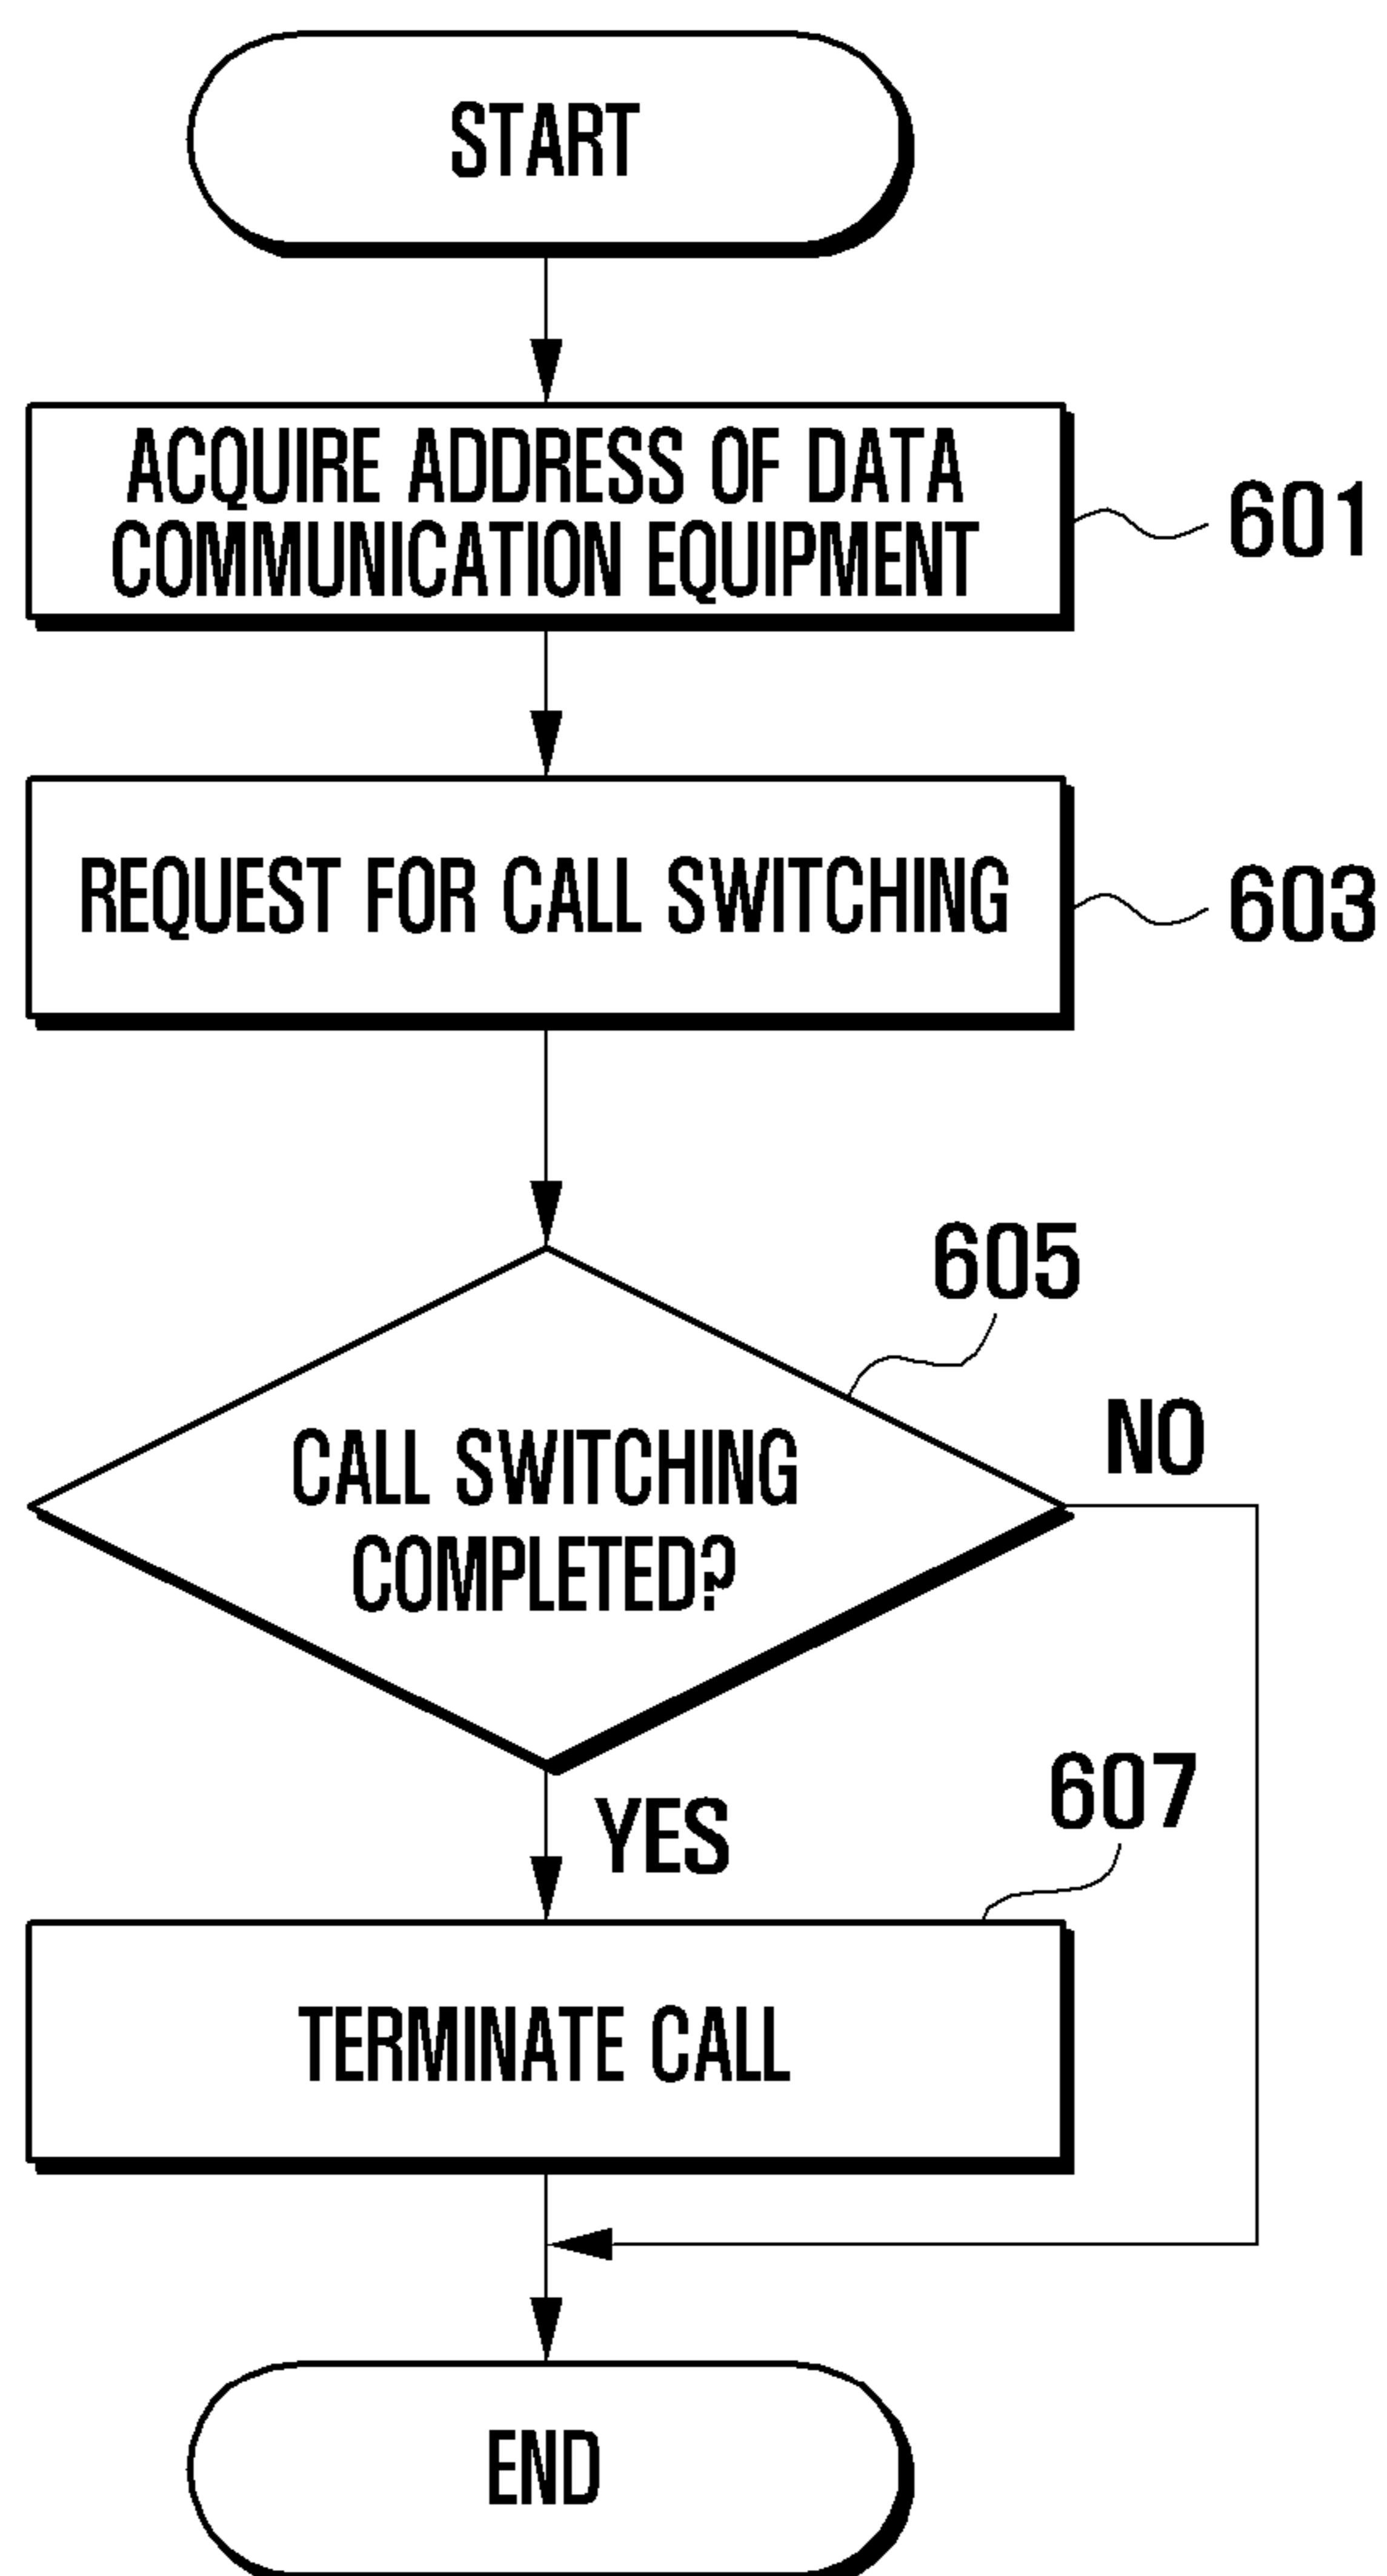 START
ACQUIRE ADDRESS OF DATA
COMMUNICATION EQUIPMENT
601
REQUEST FOR CALL SWITCHING
603
605
CALL SWITCHING
COMPLETED?
NO
YES
607
TERMINATE CALL
END